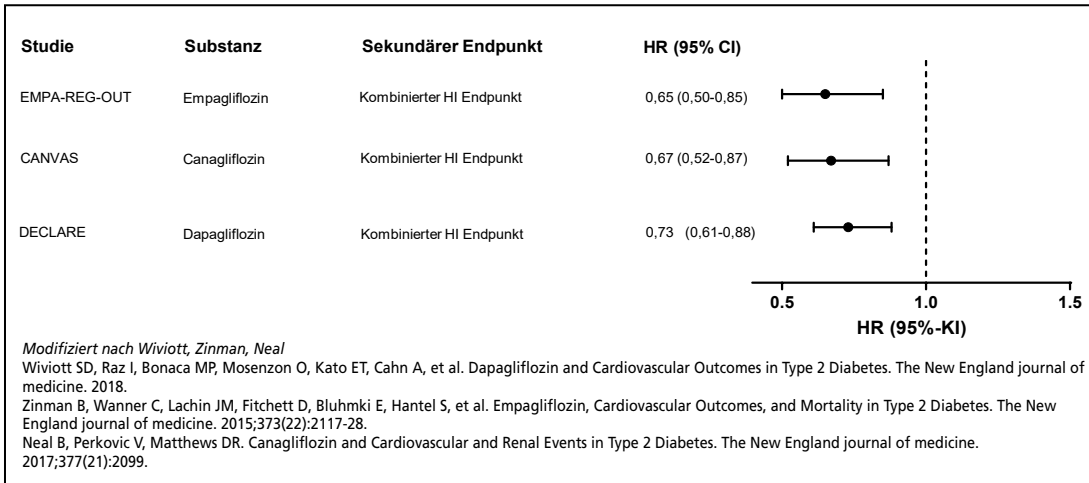 Studie Substanz Sekundärer Endpunkt HR (95% CI)
EMPA-REG-OUT Empagliflozin Kombinierter HI Endpunkt 0,65 (0,50-0,85)
CANVAS Canagliflozin Kombinierter HI Endpunkt 0,67 (0,52-0,87)
DECLARE Dapagliflozin Kombinierter HI Endpunkt 0,73 (0,61-0,88)
0.5 1.0 1.5
HR (95%-KI)
Modifiziert nach Wiviott, Zinman, Neal
Wiviott SD, Raz I, Bonaca MP, Mosenzon O, Kato ET, Cahn A, et al. Dapagliflozin and Cardiovascular Outcomes in Type 2 Diabetes. The New England journal of
medicine. 2018.
Zinman B, Wanner C, Lachin JM, Fitchett D, Bluhmki E, Hantel S, et al. Empagliflozin, Cardiovascular Outcomes, and Mortality in Type 2 Diabetes. The New
England journal of medicine. 2015;373(22):2117-28.
Neal B, Perkovic V, Matthews DR. Canagliflozin and Cardiovascular and Renal Events in Type 2 Diabetes. The New England journal of medicine.
2017;377(21):2099.